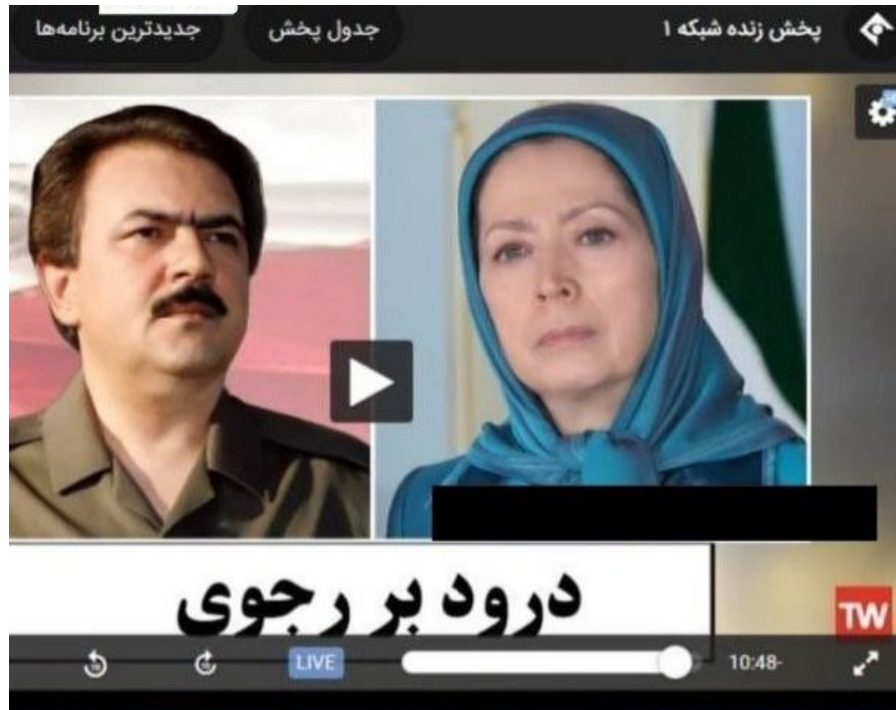 پخش زنده شبکه ۱
جدول پخش
جدیدترین برنامه‌ها
درود بر رجوی
TW
LIVE
10:48-